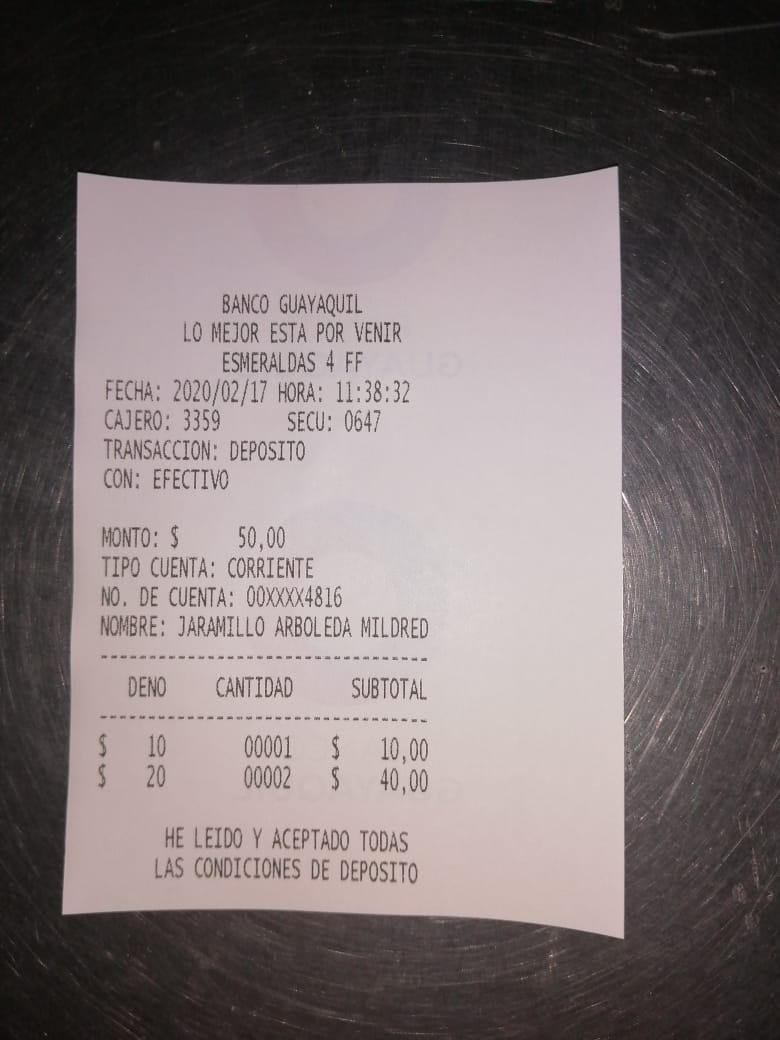 BANCO GUAYAQUIL
LO MEJOR ESTA POR VENIR
ESMERALDAS 4 FF
FECHA: 2020/02/17 HORA: 11:38:32
CAJERO: 3359 SECU: 0647
TRANSACCION: DEPOSITO
CON: EFECTIVO
MONTO: $ 50,00
TIPO CUENTA: CORRIENTE
NO. DE CUENTA: 00XXXX4816
NOMBRE: JARAMILLO ARBOLEDA MILDRED
----------------------------------
DENO CANTIDAD SUBTOTAL
----------------------------------
$ 10 00001 $ 10,00
$ 20 00002 $ 40,00
HE LEIDO Y ACEPTADO TODAS
LAS CONDICIONES DE DEPOSITO